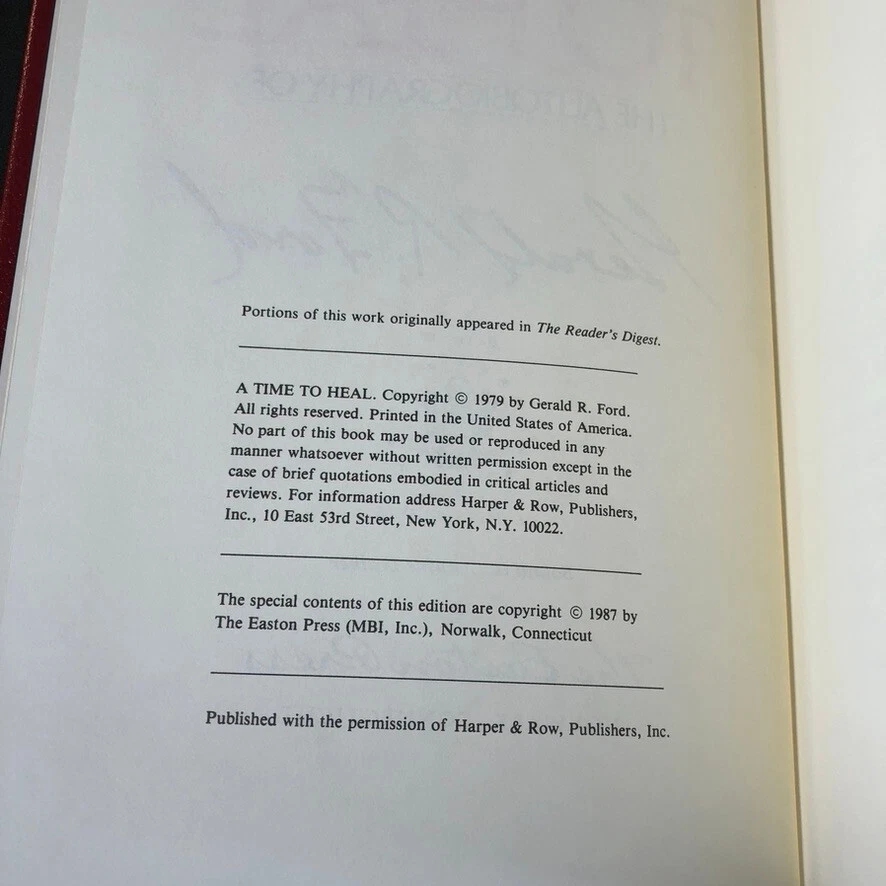 Portions of this work originally appeared in The Reader's Digest.
A TIME TO HEAL. Copyright © 1979 by Gerald R. Ford.
All rights reserved. Printed in the United States of America.
No part of this book may be used or reproduced in any
manner whatsoever without written permission except in the
case of brief quotations embodied in critical articles and
reviews. For information address Harper & Row, Publishers,
Inc., 10 East 53rd Street, New York, N.Y. 10022.
The special contents of this edition are copyright © 1987 by
The Easton Press (MBI, Inc.), Norwalk, Connecticut
Published with the permission of Harper & Row, Publishers, Inc.